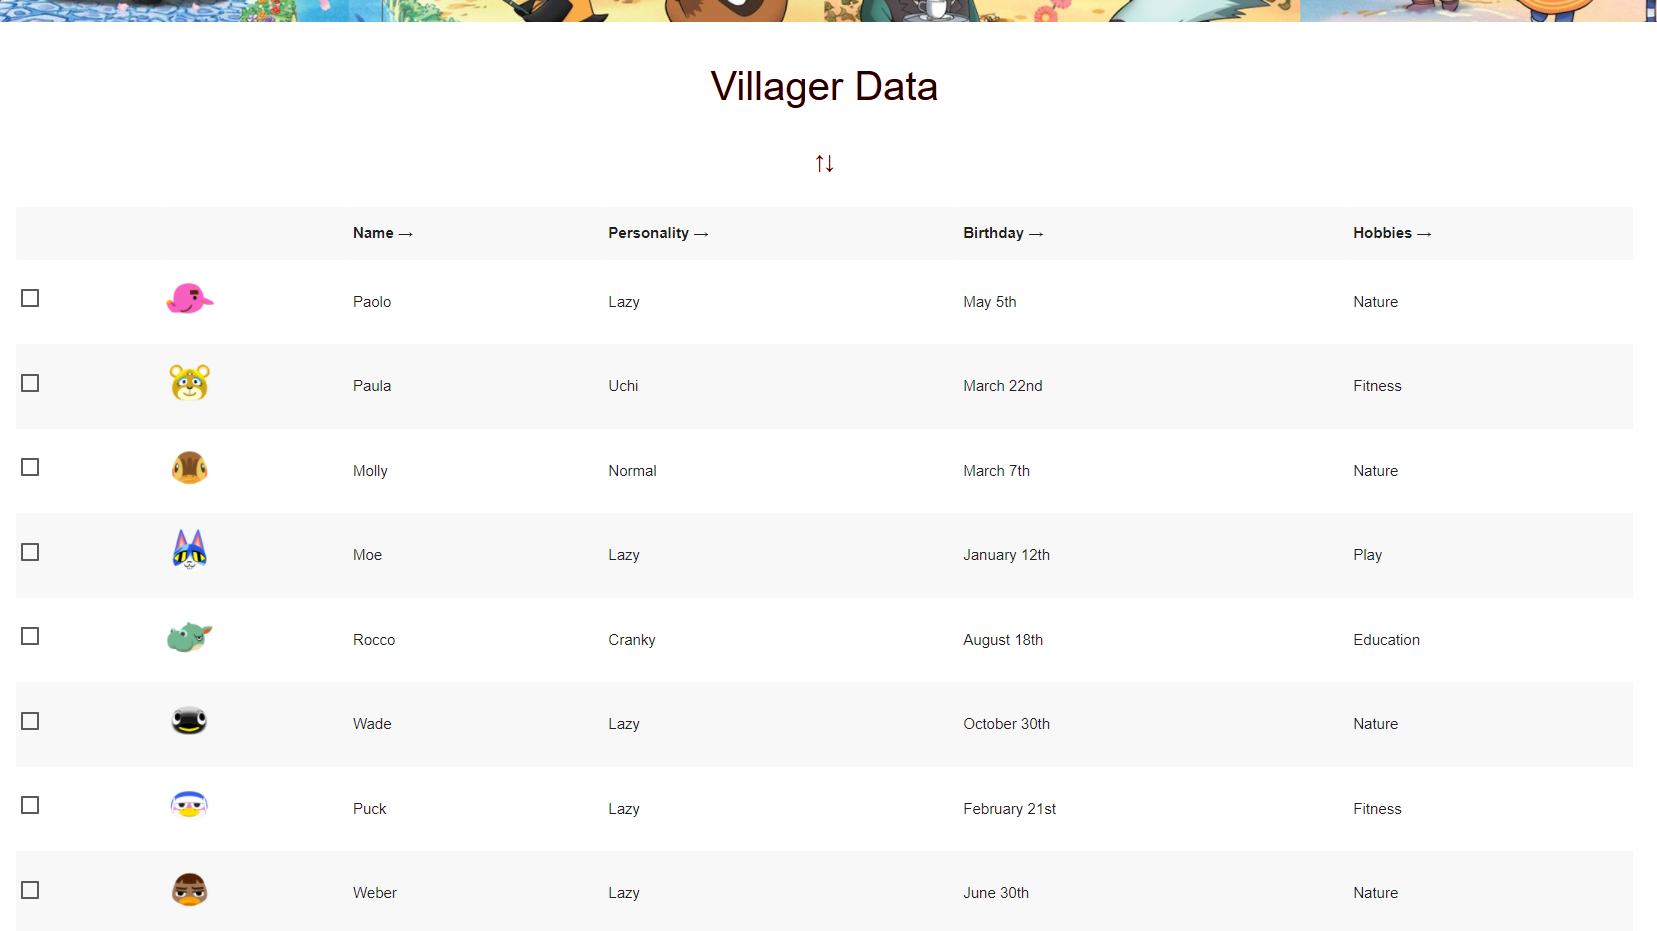 Villager Data
↑↓
Name → Personality → Birthday → Hobbies →
Paolo Lazy May 5th Nature
Paula Uchi March 22nd Fitness
Molly Normal March 7th Nature
Moe Lazy January 12th Play
Rocco Cranky August 18th Education
Wade Lazy October 30th Nature
Puck Lazy February 21st Fitness
Weber Lazy June 30th Nature